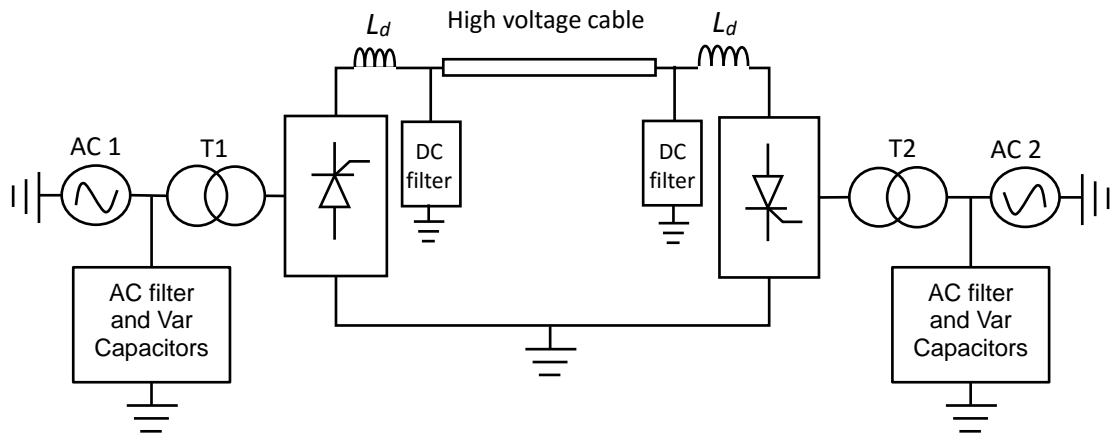 High voltage cable
L_d
L_d
AC 1
T1
DC
filter
DC
filter
T2
AC 2
AC filter
and Var
Capacitors
AC filter
and Var
Capacitors